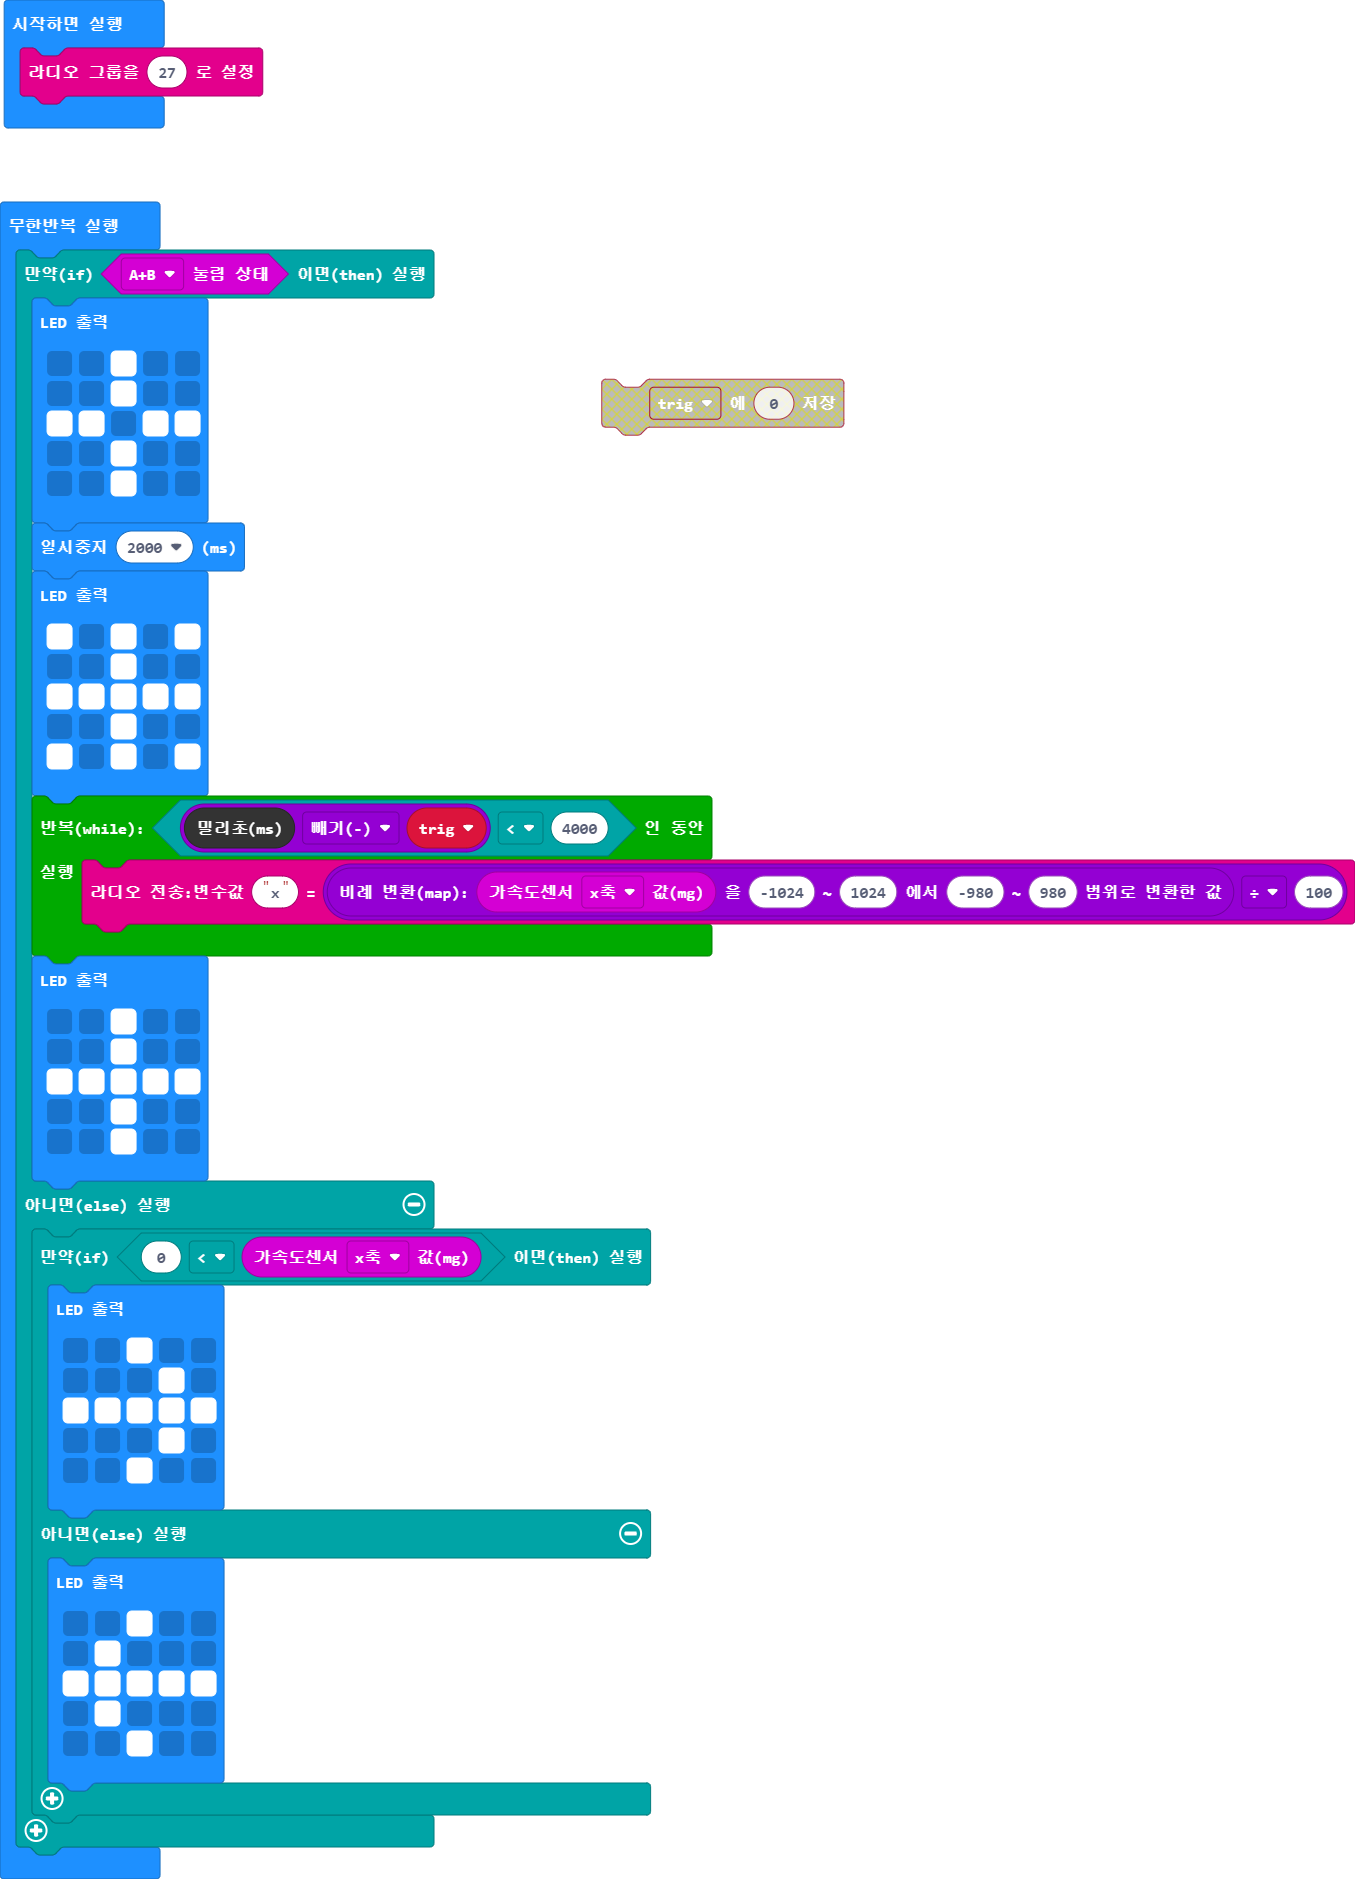 시작하면 실행
라디오 그룹을 27 로 설정
무한반복 실행
만약(if) A+B 눌림 상태 이면(then) 실행
LED 출력
trig 에 0 저장
일시중지 2000 (ms)
LED 출력
반복(while): 밀리초(ms) 빼기(-) trig < 4000 인 동안
실행 라디오 전송:변수값 "x" = 비례 변환(map): 가속도센서 x축 값(mg) 을 -1024 ~ 1024 에서 -980 ~ 980 범위로 변환한 값 ÷ 100
LED 출력
아니면(else) 실행
만약(if) 0 < 가속도센서 x축 값(mg) 이면(then) 실행
LED 출력
아니면(else) 실행
LED 출력